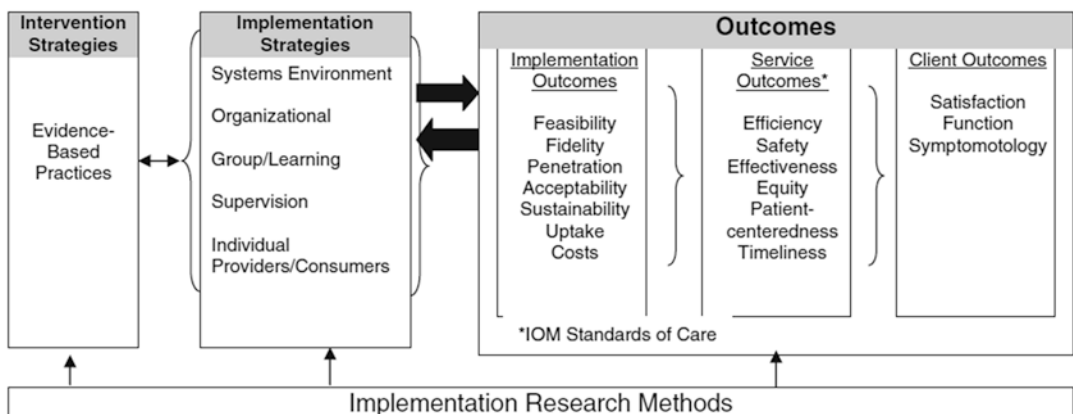 Intervention
Strategies
Evidence-
Based
Practices
Implementation
Strategies
Systems Environment
Organizational
Group/Learning
Supervision
Individual
Providers/Consumers
Outcomes
Implementation
Outcomes
Feasibility
Fidelity
Penetration
Acceptability
Sustainability
Uptake
Costs
Service
Outcomes*
Efficiency
Safety
Effectiveness
Equity
Patient-
centeredness
Timeliness
Client Outcomes
Satisfaction
Function
Symptomotology
*IOM Standards of Care
Implementation Research Methods